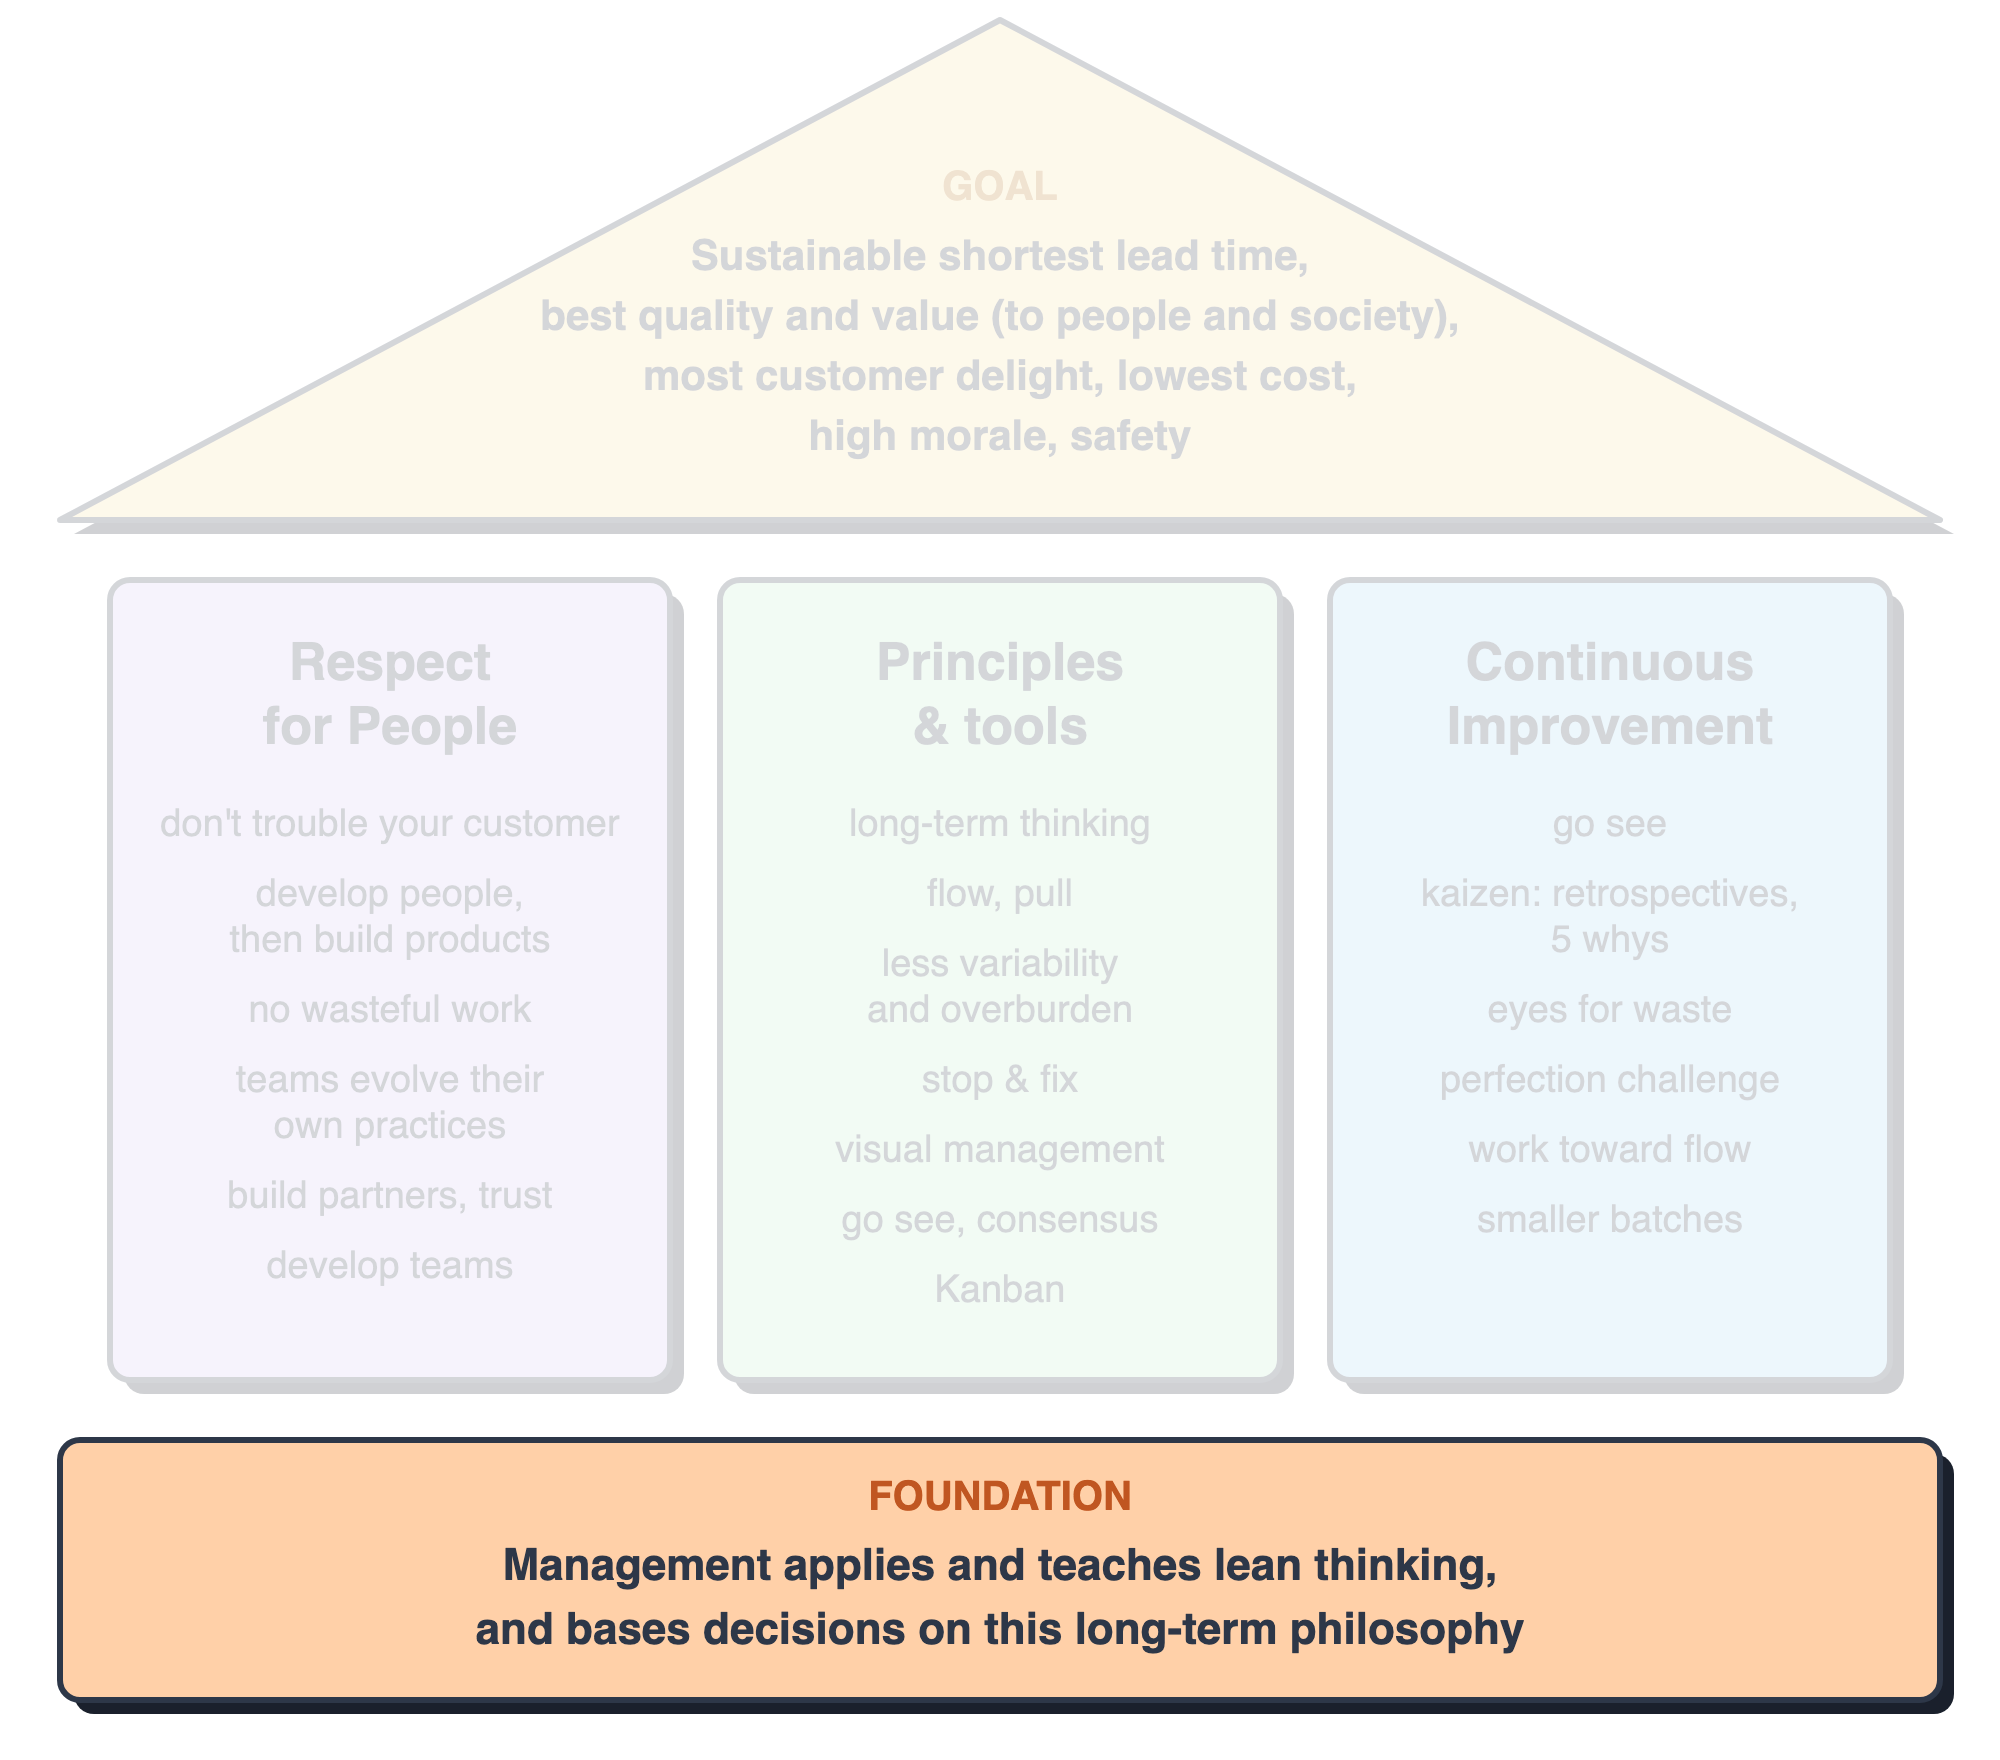 GOAL
Sustainable shortest lead time,
best quality and value (to people and society),
most customer delight, lowest cost,
high morale, safety
Respect
for People
don't trouble your customer
develop people,
then build products
no wasteful work
teams evolve their
own practices
build partners, trust
develop teams
Principles
& tools
long-term thinking
flow, pull
less variability
and overburden
stop & fix
visual management
go see, consensus
Kanban
Continuous
Improvement
go see
kaizen: retrospectives,
5 whys
eyes for waste
perfection challenge
work toward flow
smaller batches
FOUNDATION
Management applies and teaches lean thinking,
and bases decisions on this long-term philosophy